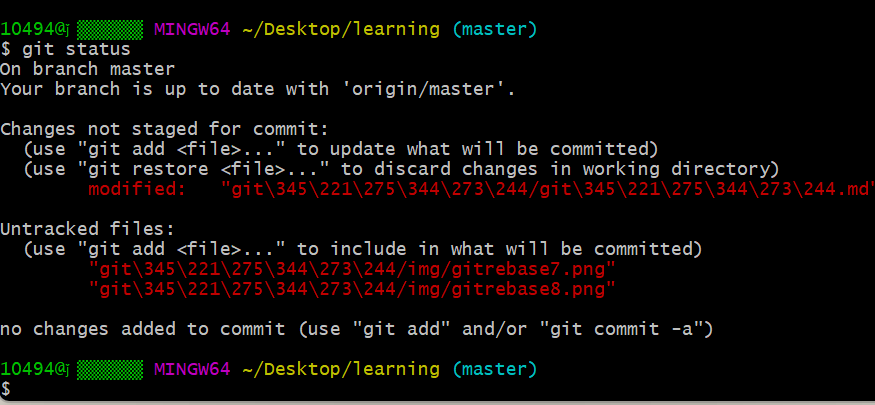 10494@ MINGW64 ~/Desktop/learning (master)
$ git status
On branch master
Your branch is up to date with 'origin/master'.
Changes not staged for commit:
(use "git add <file>..." to update what will be committed)
(use "git restore <file>..." to discard changes in working directory)
modified: "git\345\221\275\344\273\244/git\345\221\275\344\273\244.md"
Untracked files:
(use "git add <file>..." to include in what will be committed)
"git\345\221\275\344\273\244/img/gitrebase7.png"
"git\345\221\275\344\273\244/img/gitrebase8.png"
no changes added to commit (use "git add" and/or "git commit -a")
10494@ MINGW64 ~/Desktop/learning (master)
$